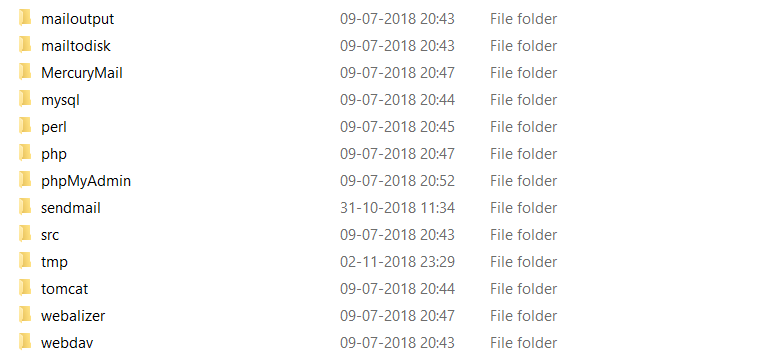 mailoutput 09-07-2018 20:43 File folder
mailtodisk 09-07-2018 20:43 File folder
MercuryMail 09-07-2018 20:47 File folder
mysql 09-07-2018 20:44 File folder
perl 09-07-2018 20:45 File folder
php 09-07-2018 20:47 File folder
phpMyAdmin 09-07-2018 20:52 File folder
sendmail 31-10-2018 11:34 File folder
src 09-07-2018 20:43 File folder
tmp 02-11-2018 23:29 File folder
tomcat 09-07-2018 20:44 File folder
webalizer 09-07-2018 20:47 File folder
webdav 09-07-2018 20:43 File folder